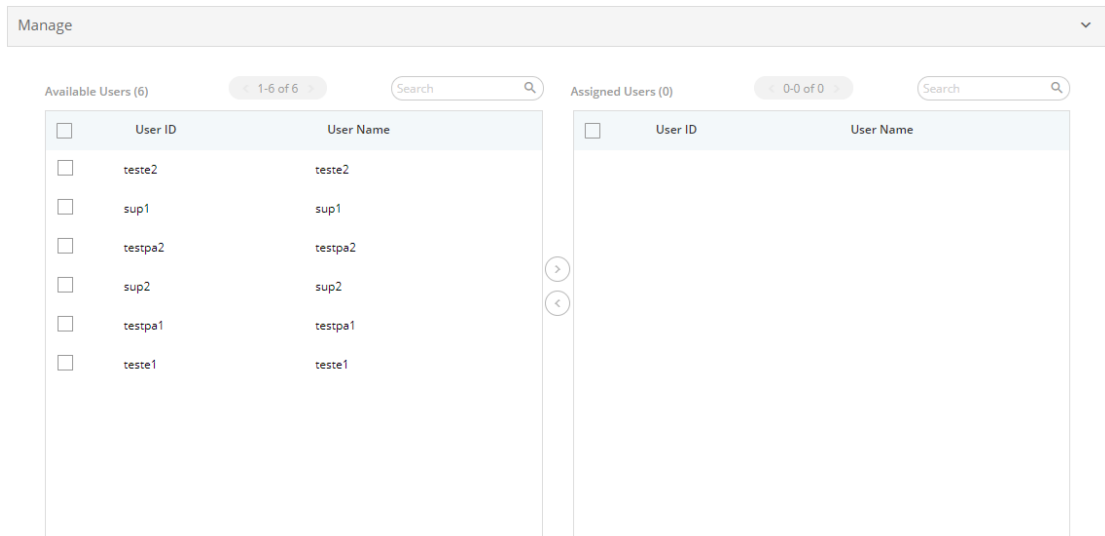 Manage
Available Users (6) < 1-6 of 6 > Search
User ID User Name
teste2 teste2
sup1 sup1
testpa2 testpa2
sup2 sup2
testpa1 testpa1
teste1 teste1
> 
<
Assigned Users (0) < 0-0 of 0 > Search
User ID User Name